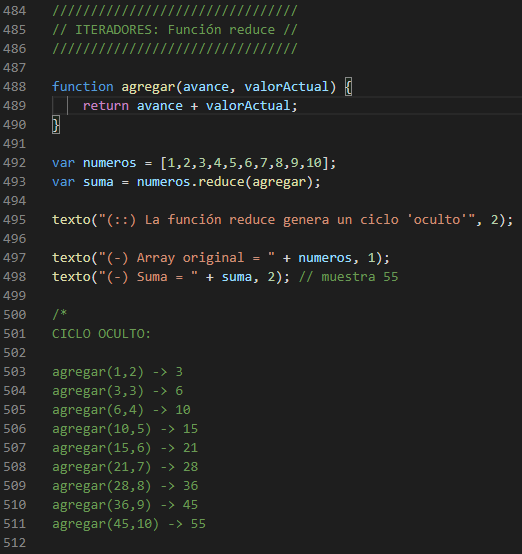 484 /////////////////////////////////
485 // ITERADORES: Función reduce //
486 /////////////////////////////////
487
488 function agregar(avance, valorActual) {
489 return avance + valorActual;
490 }
491
492 var numeros = [1,2,3,4,5,6,7,8,9,10];
493 var suma = numeros.reduce(agregar);
494
495 texto("(::) La función reduce genera un ciclo 'oculto'", 2);
496
497 texto("(-) Array original = " + numeros, 1);
498 texto("(-) Suma = " + suma, 2); // muestra 55
499
500 /*
501 CICLO OCULTO:
502
503 agregar(1,2) -> 3
504 agregar(3,3) -> 6
505 agregar(6,4) -> 10
506 agregar(10,5) -> 15
507 agregar(15,6) -> 21
508 agregar(21,7) -> 28
509 agregar(28,8) -> 36
510 agregar(36,9) -> 45
511 agregar(45,10) -> 55
512